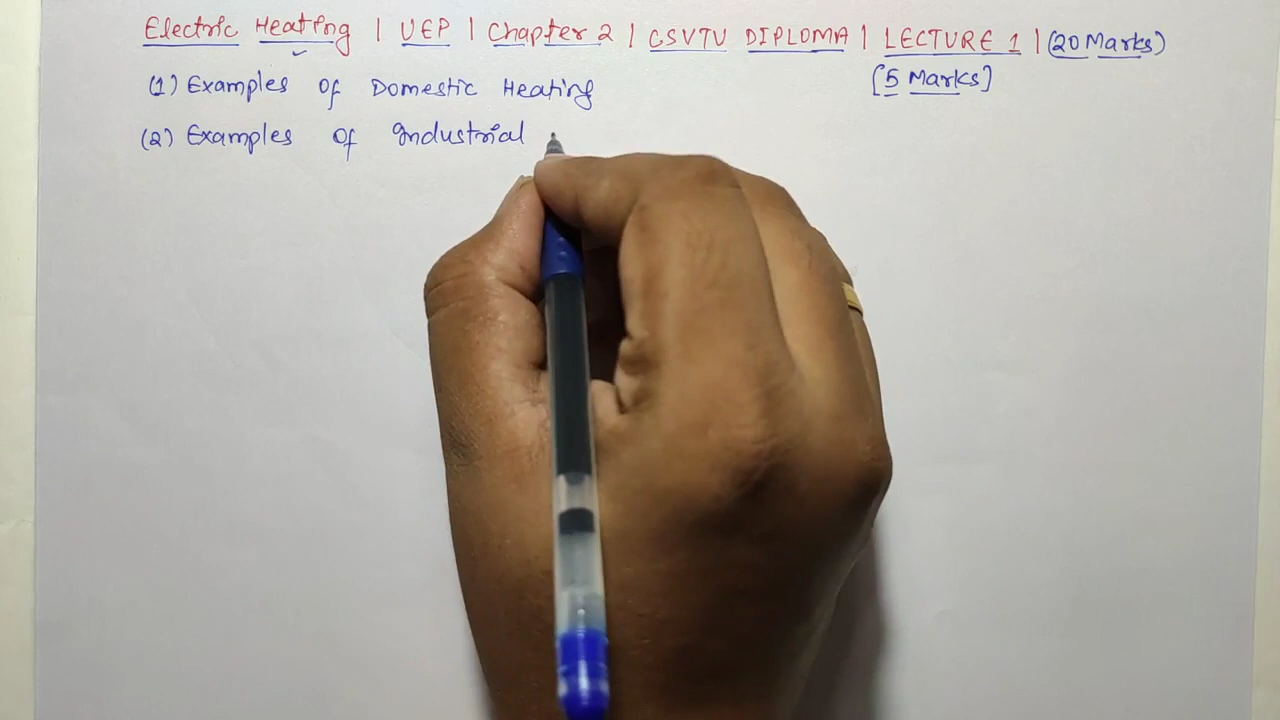 Electric Heating | UEP | Chapter 2 | CSVTU DIPLOMA | LECTURE 1 | (20 Marks)
(1) Examples of Domestic Heating [5 Marks]
(2) Examples of Industrial